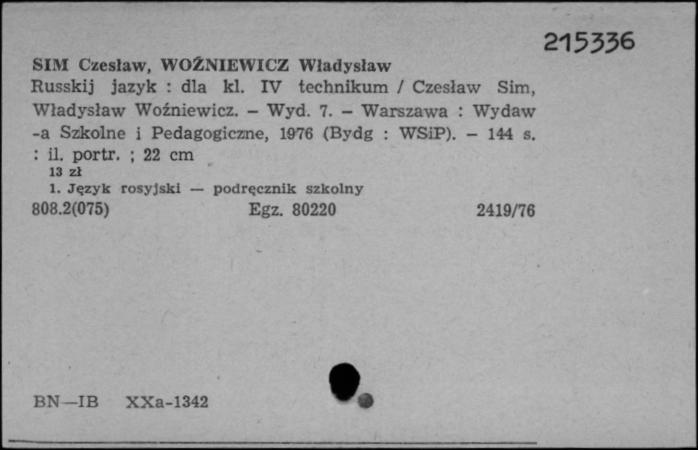 215336
SIM Czesław, WOŹNIEWICZ Władysław
Russkij jazyk : dla kl. IV technikum / Czesław Sim,
Władysław Woźniewicz. – Wyd. 7. – Warszawa : Wydaw
-a Szkolne i Pedagogiczne, 1976 (Bydg : WSiP). – 144 s.
: il. portr. ; 22 cm
13 zł
1. Język rosyjski — podręcznik szkolny
808.2(075) Egz. 80220 2419/76
BN—IB XXa-1342